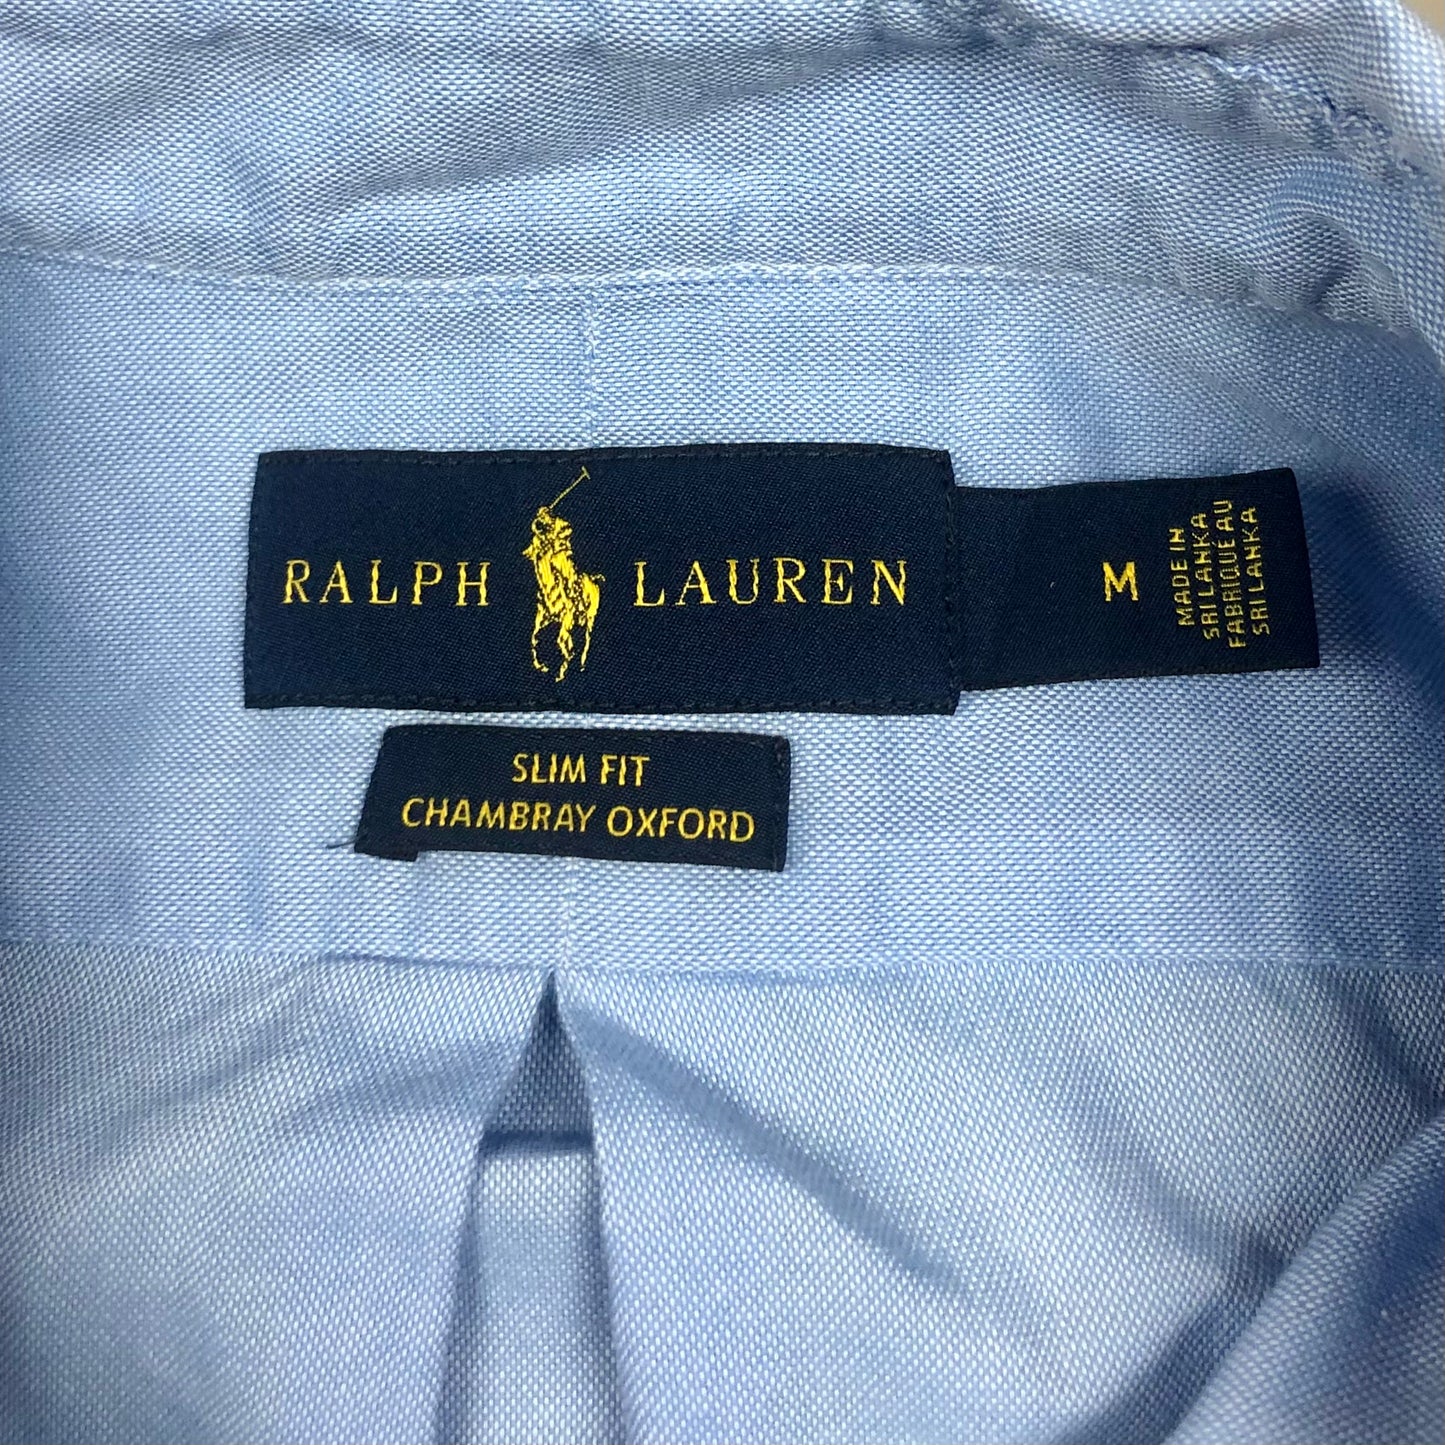 RALPH LAUREN
M
MADE IN
SRI LANKA
FABRIQUE AU
SRI LANKA
SLIM FIT
CHAMBRAY OXFORD